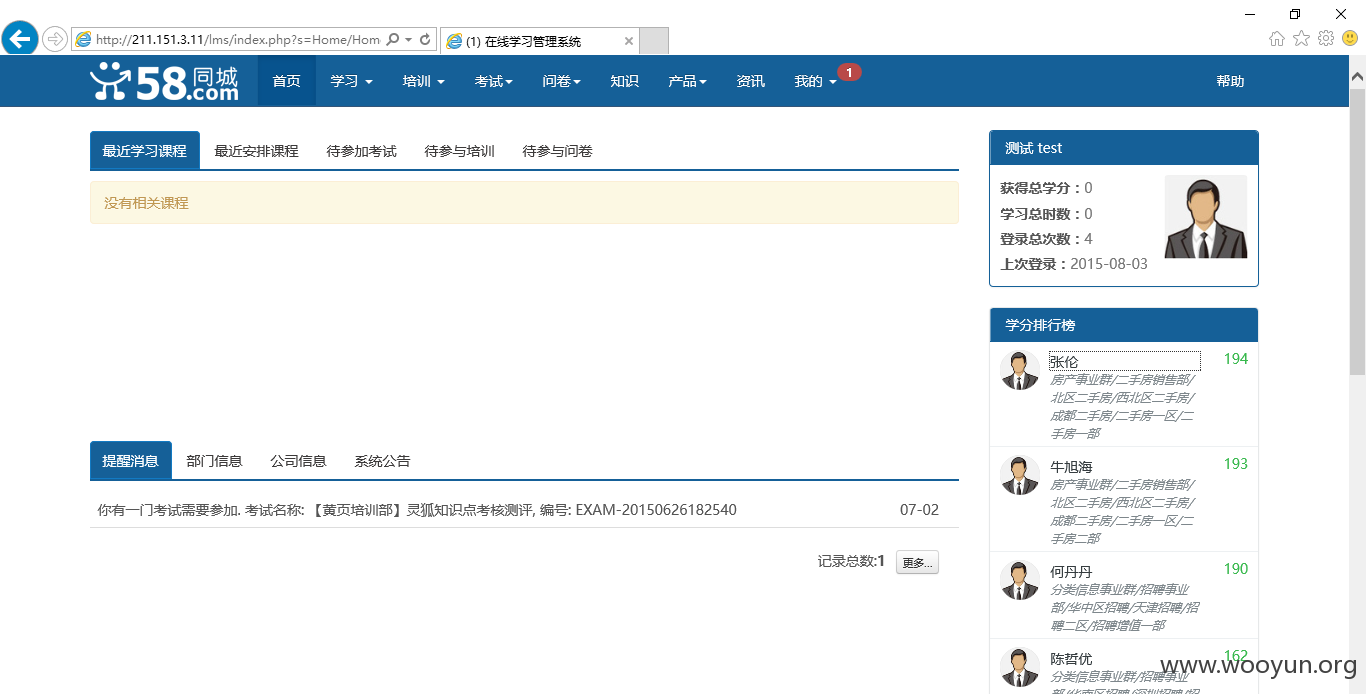 http://211.151.3.11/lms/index.php?s=Home/Hom
(1) 在线学习管理系统
58同城.com
首页 学习 培训 考试 问卷 知识 产品 资讯 我的 1 帮助
最近学习课程 最近安排课程 待参加考试 待参与培训 待参与问卷
没有相关课程
测试 test
获得总学分：0
学习总时数：0
登录总次数：4
上次登录：2015-08-03
学分排行榜
张伦 194
房产事业群/二手房销售部/
北区二手房/西北区二手房/
成都二手房/二手房一区/二
手房一部
牛旭海 193
房产事业群/二手房销售部/
北区二手房/西北区二手房/
成都二手房/二手房一区/二
手房二部
何丹丹 190
分类信息事业群/招聘事业
部/华中区招聘/天津招聘/招
聘二区/招聘增值一部
陈哲优 162
分类信息事业群/招聘事业
部/华南区招聘/深圳招聘/招
提醒消息 部门信息 公司信息 系统公告
你有一门考试需要参加. 考试名称: 【黄页培训部】灵狐知识点考核测评, 编号: EXAM-20150626182540 07-02
记录总数:1 更多...
www.wooyun.org